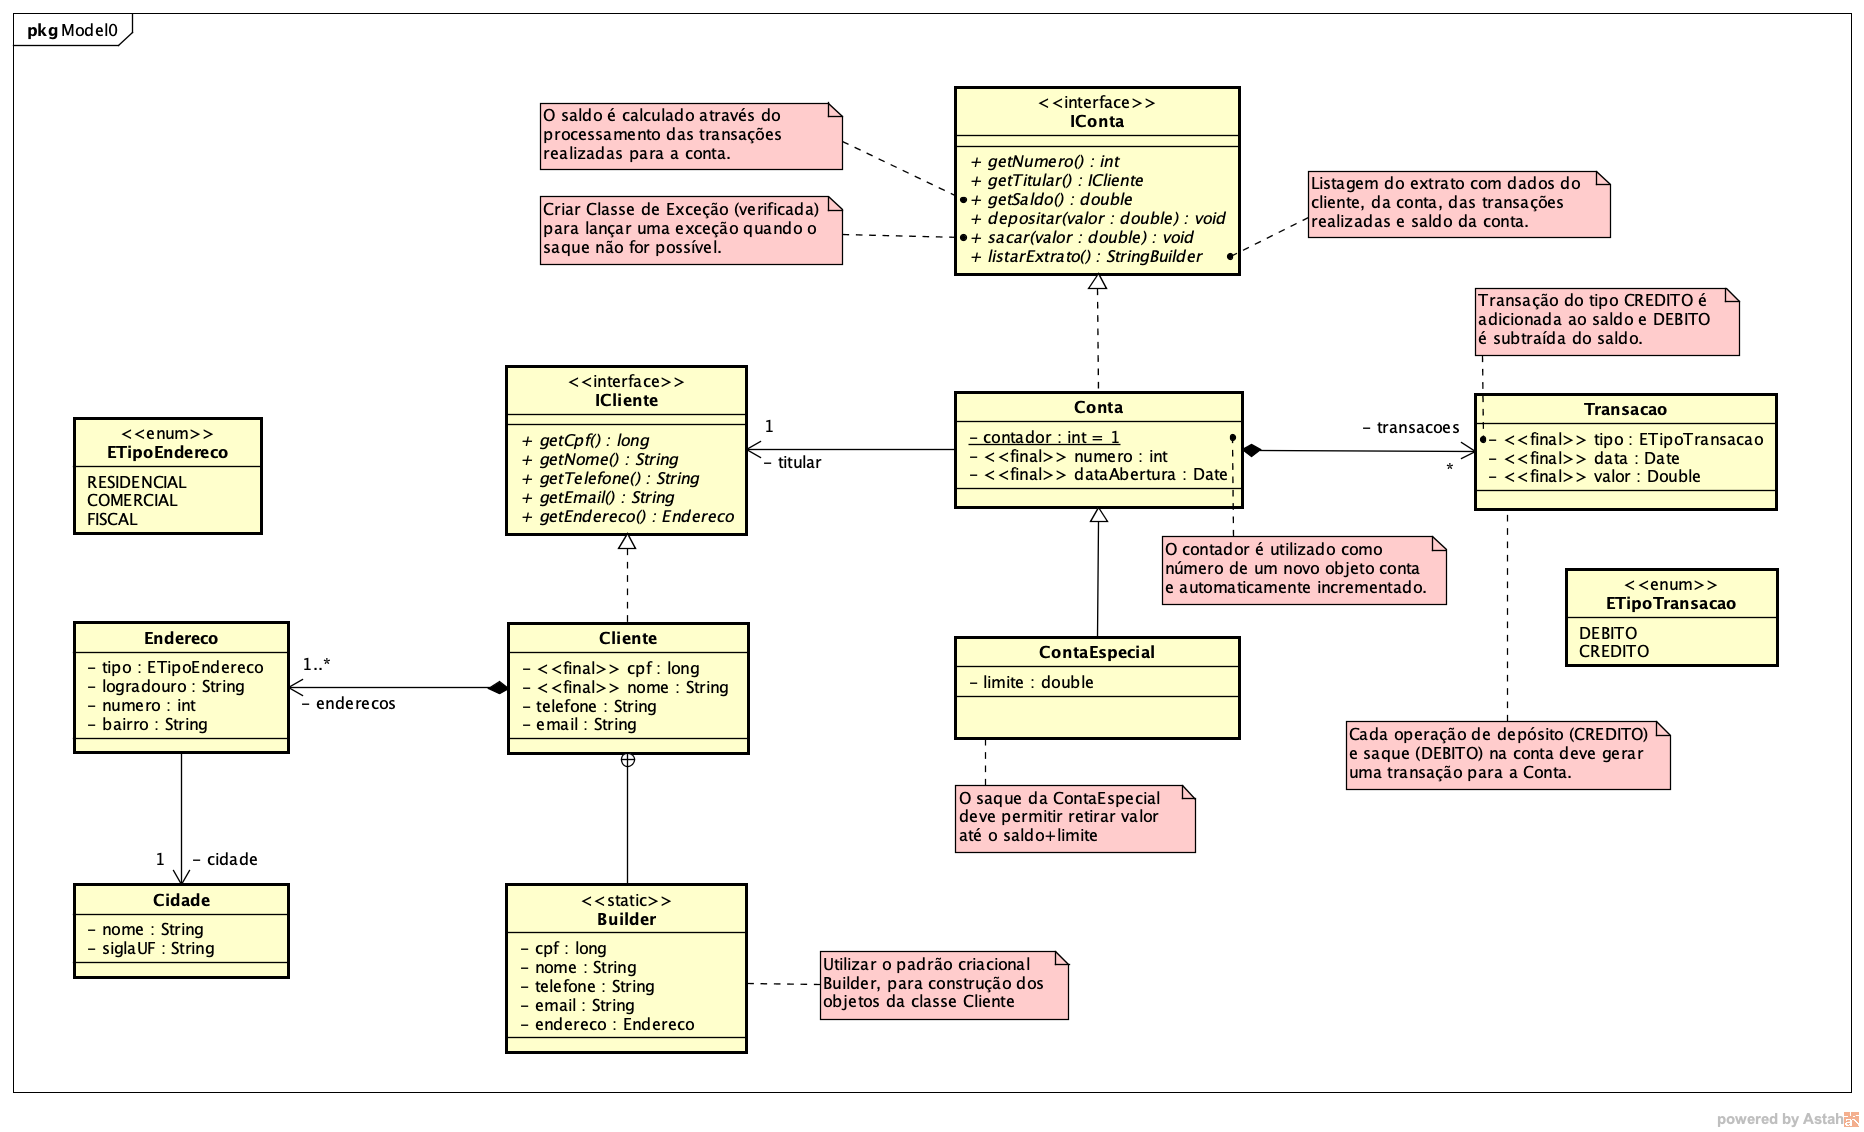 pkg Model0
O saldo é calculado através do
processamento das transações
realizadas para a conta.
Criar Classe de Exceção (verificada)
para lançar uma exceção quando o
saque não for possível.
<<interface>>
IConta
+ getNumero() : int
+ getTitular() : ICliente
+ getSaldo() : double
+ depositar(valor : double) : void
+ sacar(valor : double) : void
+ listarExtrato() : StringBuilder
Listagem do extrato com dados do
cliente, da conta, das transações
realizadas e saldo da conta.
Transação do tipo CREDITO é
adicionada ao saldo e DEBITO
é subtraída do saldo.
<<enum>>
ETipoEndereco
RESIDENCIAL
COMERCIAL
FISCAL
<<interface>>
ICliente
+ getCpf() : long
+ getNome() : String
+ getTelefone() : String
+ getEmail() : String
+ getEndereco() : Endereco
1
- titular
Conta
- contador : int = 1
- <<final>> numero : int
- <<final>> dataAbertura : Date
- transacoes
*
Transacao
- <<final>> tipo : ETipoTransacao
- <<final>> data : Date
- <<final>> valor : Double
O contador é utilizado como
número de um novo objeto conta
e automaticamente incrementado.
<<enum>>
ETipoTransacao
DEBITO
CREDITO
Endereco
- tipo : ETipoEndereco
- logradouro : String
- numero : int
- bairro : String
1..*
- enderecos
Cliente
- <<final>> cpf : long
- <<final>> nome : String
- telefone : String
- email : String
ContaEspecial
- limite : double
Cada operação de depósito (CREDITO)
e saque (DEBITO) na conta deve gerar
uma transação para a Conta.
O saque da ContaEspecial
deve permitir retirar valor
até o saldo+limite
1
- cidade
Cidade
- nome : String
- siglaUF : String
<<static>>
Builder
- cpf : long
- nome : String
- telefone : String
- email : String
- endereco : Endereco
Utilizar o padrão criacional
Builder, para construção dos
objetos da classe Cliente
powered by Astah